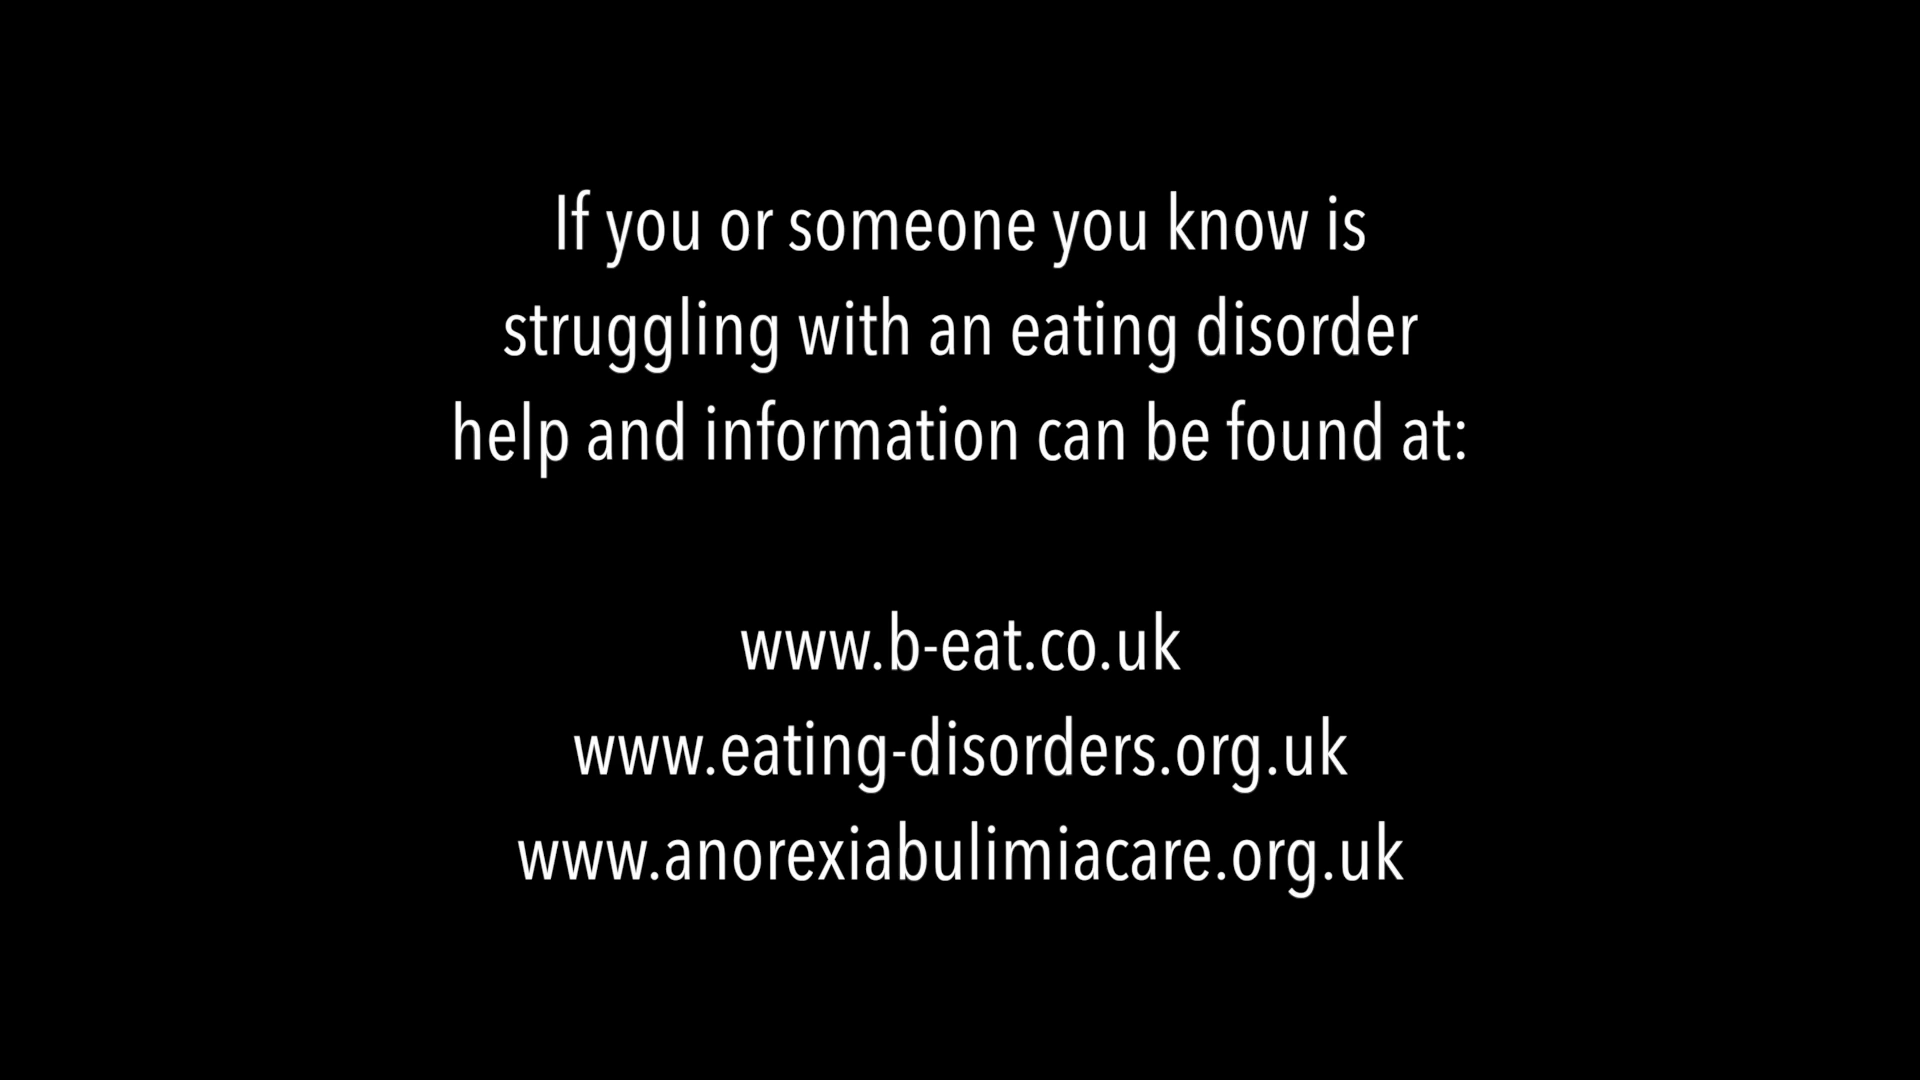 If you or someone you know is
struggling with an eating disorder
help and information can be found at:
www.b-eat.co.uk
www.eating-disorders.org.uk
www.anorexiabulimiacare.org.uk